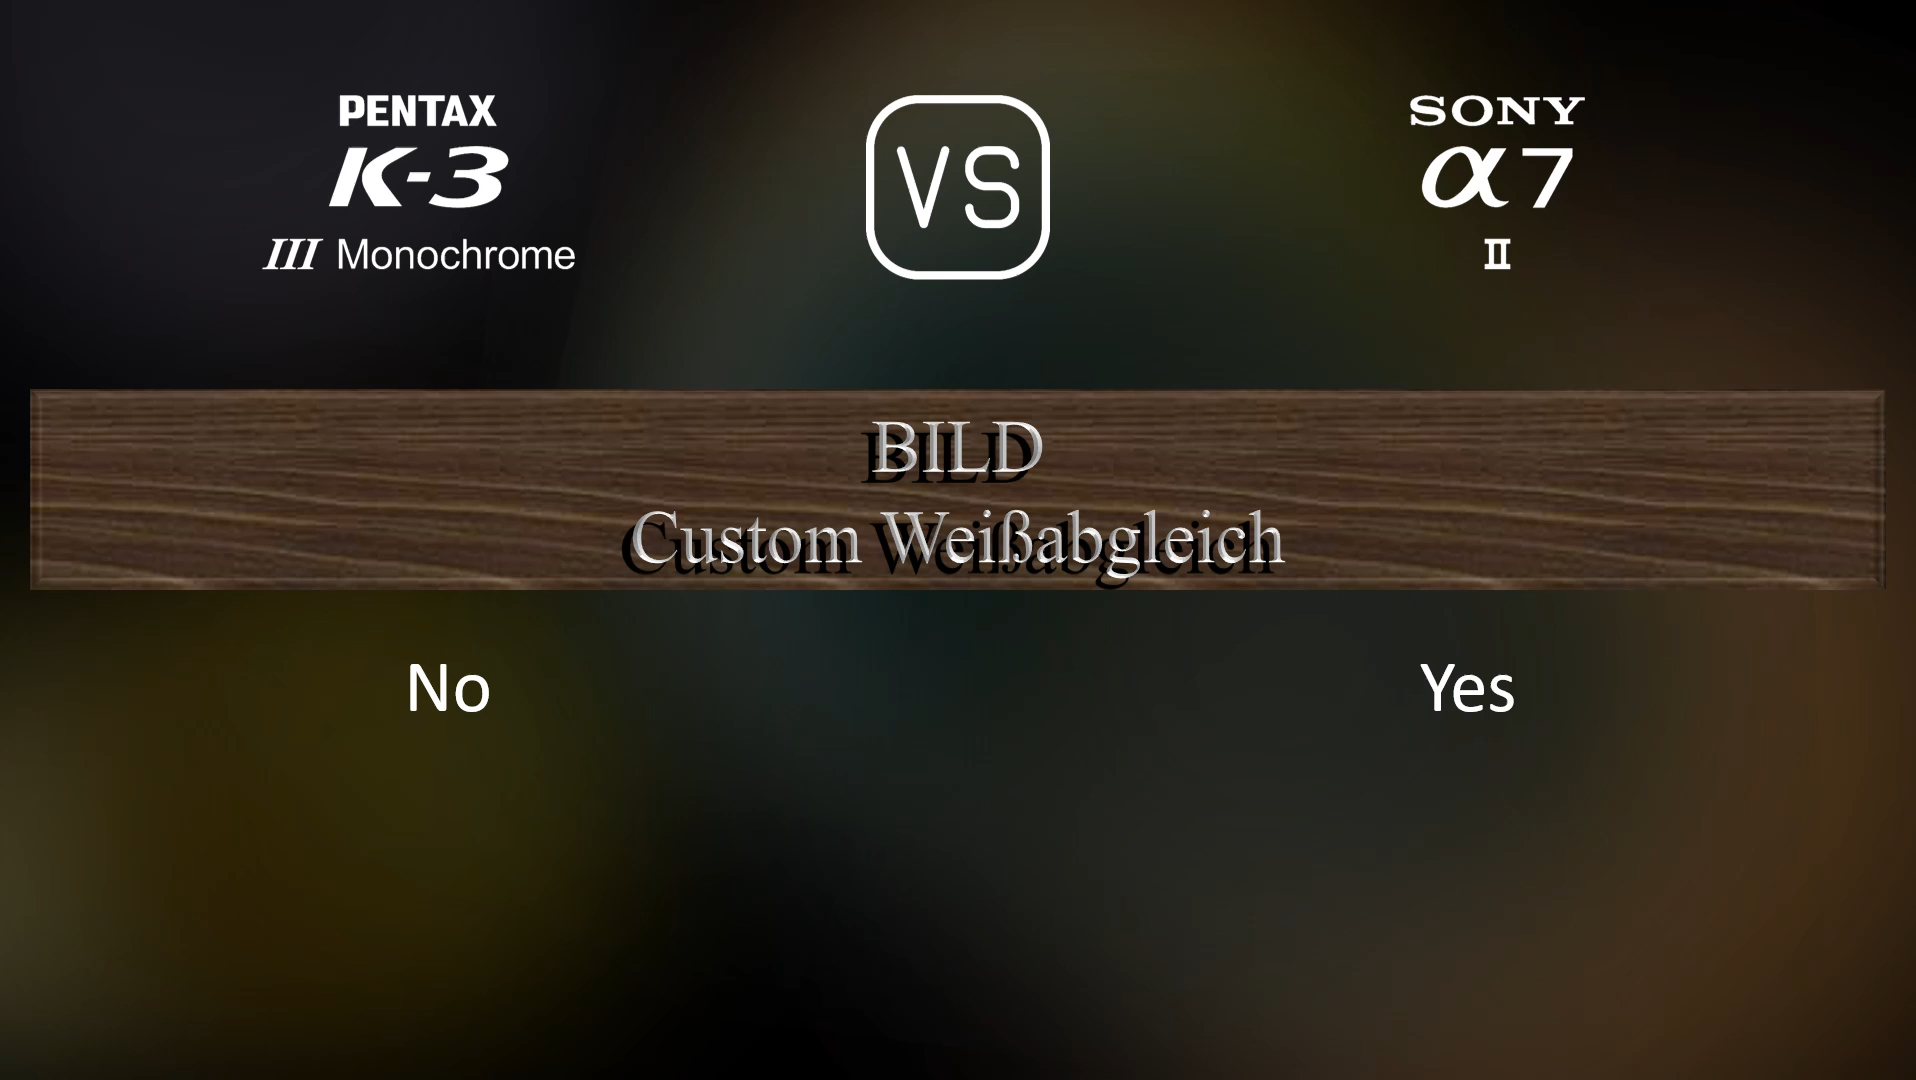 PENTAX
K-3
III Monochrome
VS
SONY
α7
II
BILD
Custom Weißabgleich
No
Yes